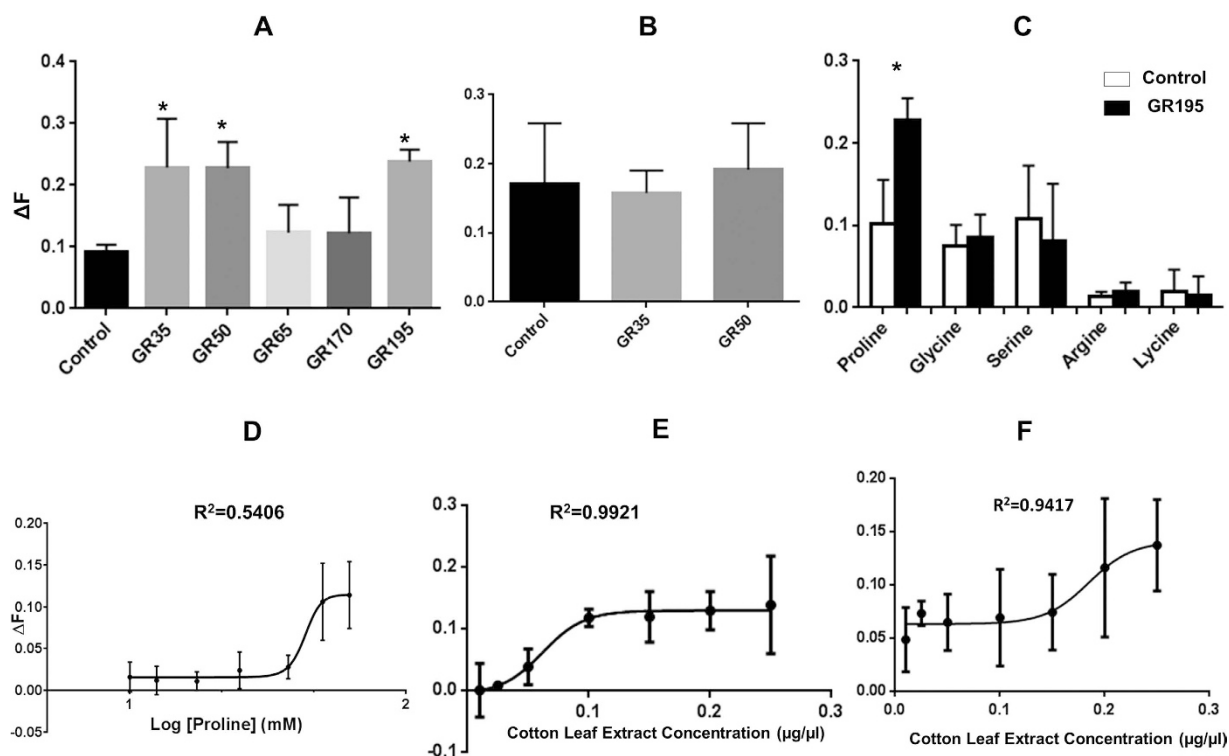 A
B
C
ΔF
0.4
0.3
0.2
0.1
0.0
*
*
*
Control
GR35
GR50
GR65
GR170
GR195
0.3
0.2
0.1
0.0
Control
GR35
GR50
0.3
0.2
0.1
0.0
*
Control
GR195
Proline
Glycine
Serine
Argine
Lycine
D
E
F
R²=0.5406
ΔF
0.20
0.15
0.10
0.05
0.00
-0.05
1
2
Log [Proline] (mM)
R²=0.9921
0.3
0.2
0.1
0.0
-0.1
0.1
0.2
0.3
Cotton Leaf Extract Concentration (µg/µl)
R²=0.9417
0.20
0.15
0.10
0.05
0.00
0.0
0.1
0.2
0.3
Cotton Leaf Extract Concentration (µg/µl)